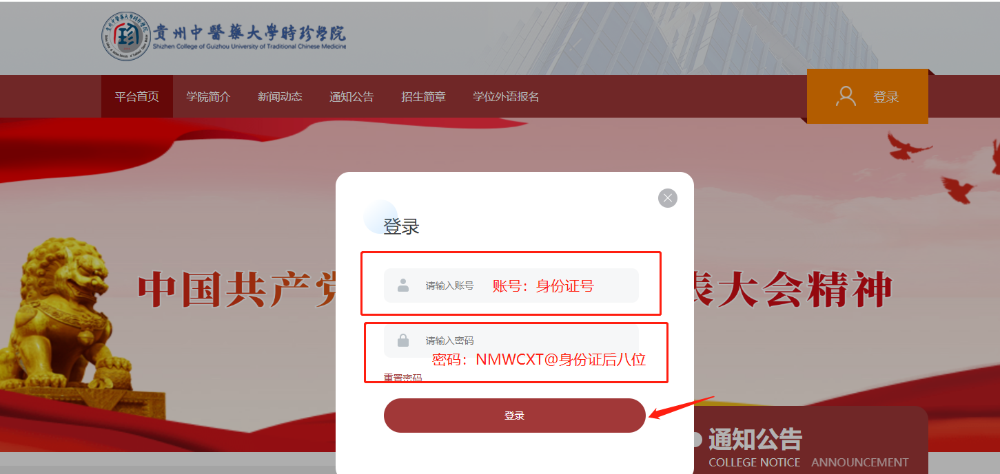 貴州中醫藥大學時珍學院
Shizhen College of Guizhou University of Traditional Chinese Medicine
平台首页 学院简介 新闻动态 通知公告 招生简章 学位外语报名
登录
登录
请输入账号 账号：身份证号
中国共产党 表大会精神
请输入密码
密码：NMWCXT@身份证后八位
重置密码
登录
通知公告
COLLEGE NOTICE ANNOUNCEMENT